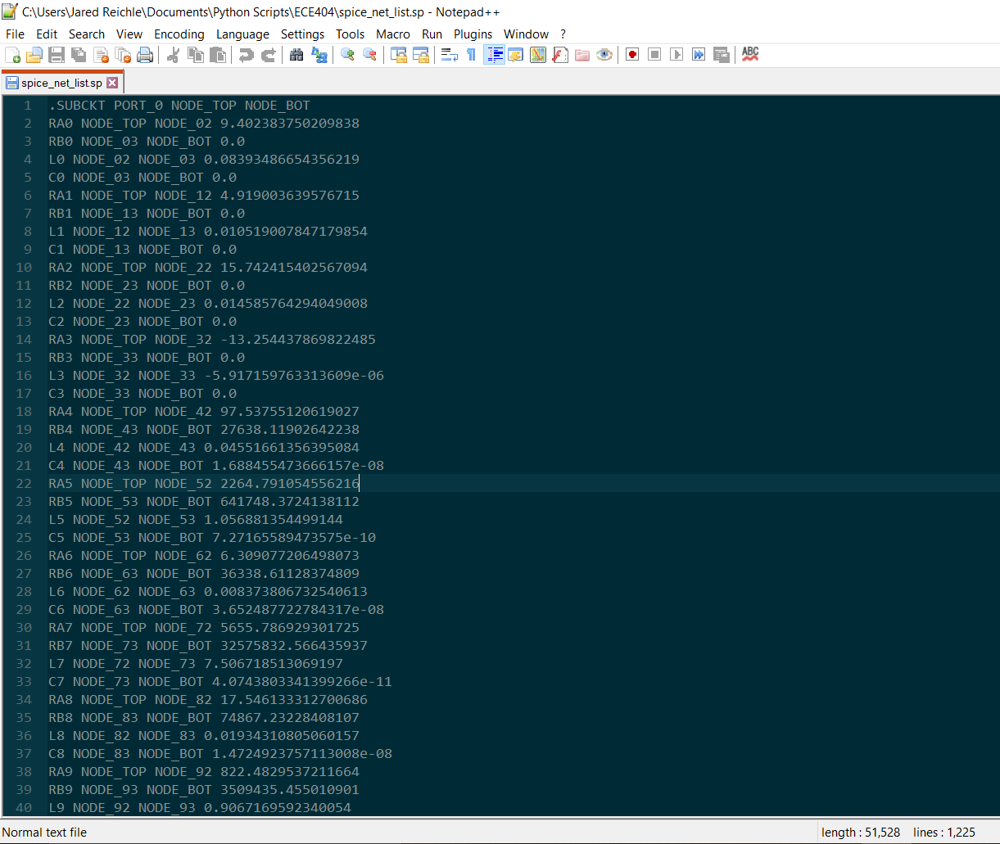 C:\Users\Jared Reichle\Documents\Python Scripts\ECE404\spice_net_list.sp - Notepad++
File Edit Search View Encoding Language Settings Tools Macro Run Plugins Window ?
ABC
spice_net_list.sp
1 .SUBCKT PORT_0 NODE_TOP NODE_BOT
2 RA0 NODE_TOP NODE_02 9.402383750209838
3 RB0 NODE_03 NODE_BOT 0.0
4 L0 NODE_02 NODE_03 0.08393486654356219
5 C0 NODE_03 NODE_BOT 0.0
6 RA1 NODE_TOP NODE_12 4.919003639576715
7 RB1 NODE_13 NODE_BOT 0.0
8 L1 NODE_12 NODE_13 0.010519007847179854
9 C1 NODE_13 NODE_BOT 0.0
10 RA2 NODE_TOP NODE_22 15.742415402567094
11 RB2 NODE_23 NODE_BOT 0.0
12 L2 NODE_22 NODE_23 0.014585764294049008
13 C2 NODE_23 NODE_BOT 0.0
14 RA3 NODE_TOP NODE_32 -13.254437869822485
15 RB3 NODE_33 NODE_BOT 0.0
16 L3 NODE_32 NODE_33 -5.917159763313609e-06
17 C3 NODE_33 NODE_BOT 0.0
18 RA4 NODE_TOP NODE_42 97.53755120619027
19 RB4 NODE_43 NODE_BOT 27638.11902642238
20 L4 NODE_42 NODE_43 0.04551661356395084
21 C4 NODE_43 NODE_BOT 1.688455473666157e-08
22 RA5 NODE_TOP NODE_52 2264.791054556216
23 RB5 NODE_53 NODE_BOT 641748.3724138112
24 L5 NODE_52 NODE_53 1.056881354499144
25 C5 NODE_53 NODE_BOT 7.27165589473575e-10
26 RA6 NODE_TOP NODE_62 6.309077206498073
27 RB6 NODE_63 NODE_BOT 36338.61128374809
28 L6 NODE_62 NODE_63 0.008373806732540613
29 C6 NODE_63 NODE_BOT 3.652487722784317e-08
30 RA7 NODE_TOP NODE_72 5655.786929301725
31 RB7 NODE_73 NODE_BOT 32575832.566435937
32 L7 NODE_72 NODE_73 7.506718513069197
33 C7 NODE_73 NODE_BOT 4.0743803341399266e-11
34 RA8 NODE_TOP NODE_82 17.546133312700686
35 RB8 NODE_83 NODE_BOT 74867.23228408107
36 L8 NODE_82 NODE_83 0.01934310805060157
37 C8 NODE_83 NODE_BOT 1.4724923757113008e-08
38 RA9 NODE_TOP NODE_92 822.4829537211664
39 RB9 NODE_93 NODE_BOT 3509435.455010901
40 L9 NODE_92 NODE_93 0.9067169592340054
Normal text file length : 51,528 lines : 1,225